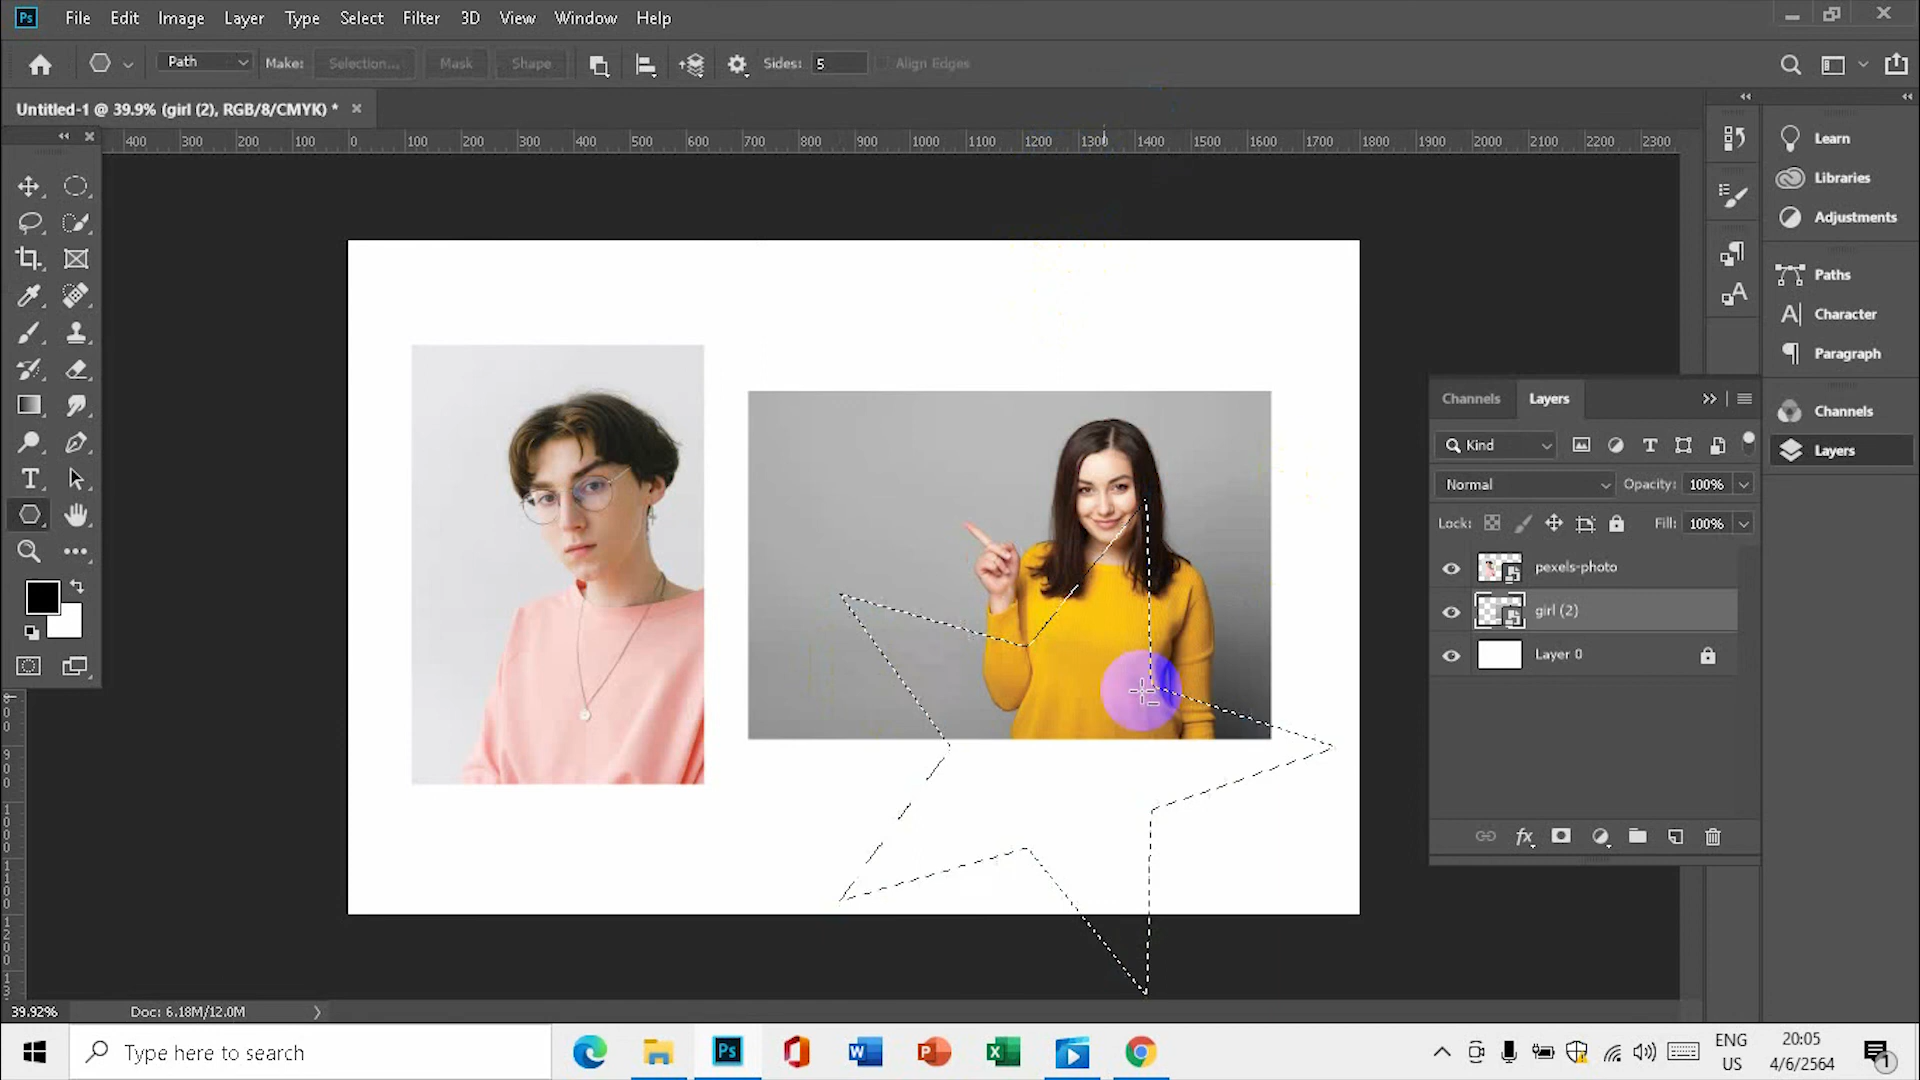 Ps File Edit Image Layer Type Select Filter 3D View Window Help
Path Make: Selection... Mask Shape Sides: 5 Align Edges
Untitled-1 @ 39.9% (girl (2), RGB/8/CMYK) *
400 300 200 100 0 100 200 300 400 500 600 700 800 900 1000 1100 1200 1300 1400 1500 1600 1700 1800 1900 2000 2100 2200 2300
Learn
Libraries
Adjustments
Paths
Character
Paragraph
Channels
Layers
Channels Layers
Kind
Normal Opacity: 100%
Lock: Fill: 100%
pexels-photo
girl (2)
Layer 0
fx
39.92% Doc: 6.18M/12.0M
Type here to search
Ps
ENG
US
20:05
4/6/2564
1